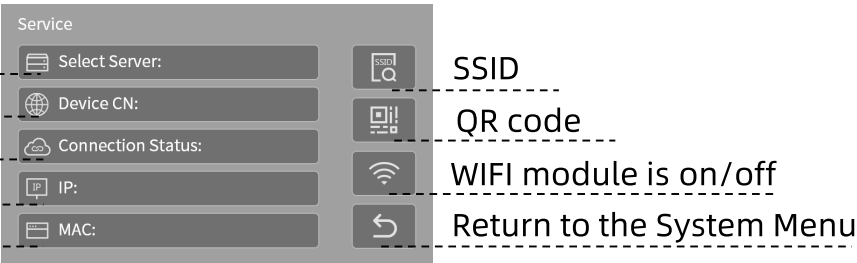 Service
Select Server:
SSID
SSID
Device CN:
QR code
Connection Status:
WIFI module is on/off
IP
IP:
MAC:
Return to the System Menu